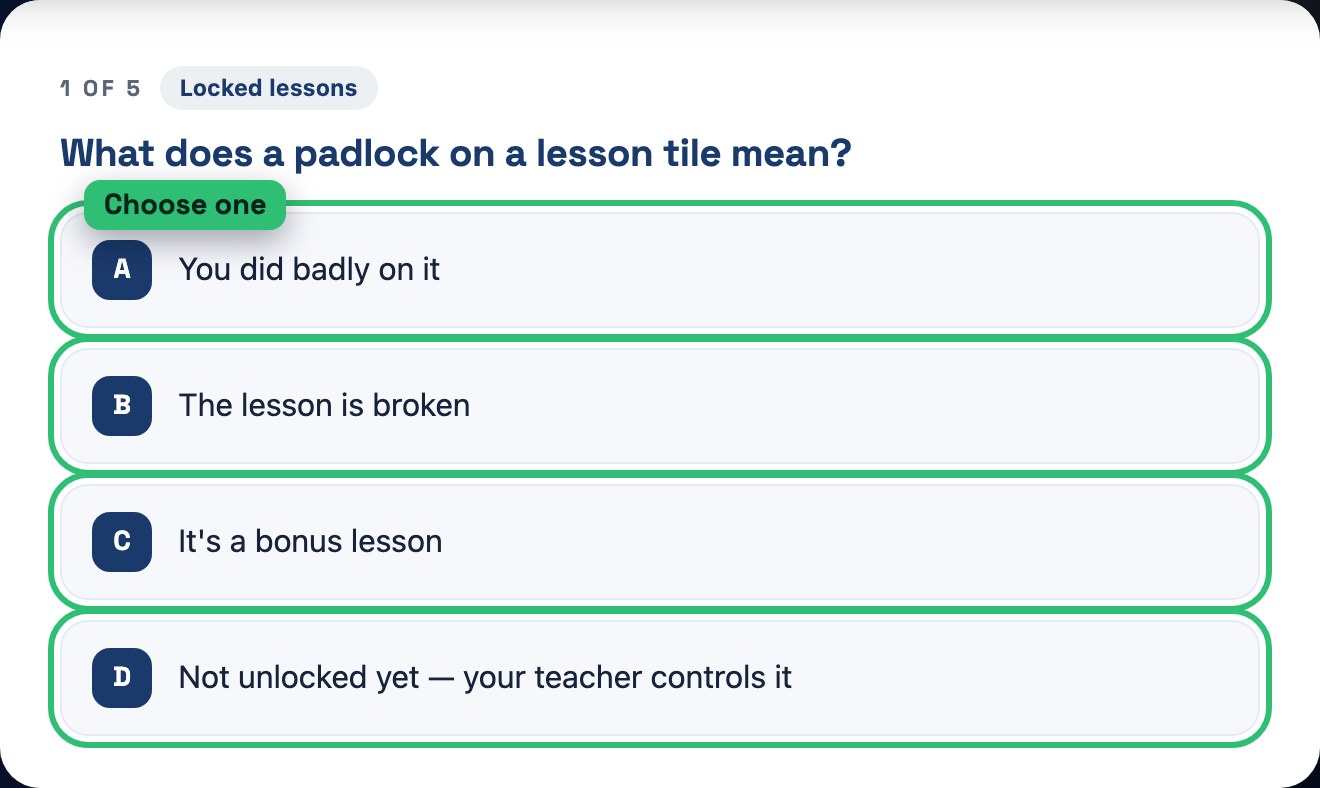 1 OF 5 Locked lessons
What does a padlock on a lesson tile mean?
Choose one
A You did badly on it
B The lesson is broken
C It's a bonus lesson
D Not unlocked yet — your teacher controls it